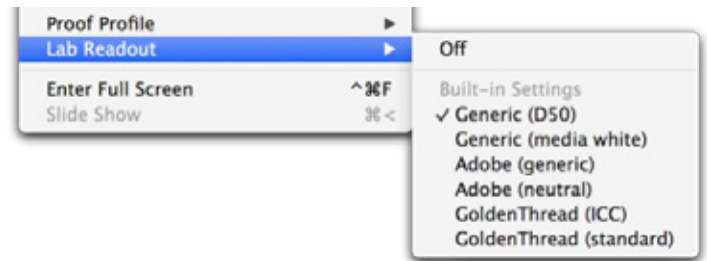 Proof Profile ▶
Lab Readout ▶
Enter Full Screen ^⌘F
Slide Show ⌘<
Off
Built-in Settings
✓ Generic (D50)
Generic (media white)
Adobe (generic)
Adobe (neutral)
GoldenThread (ICC)
GoldenThread (standard)